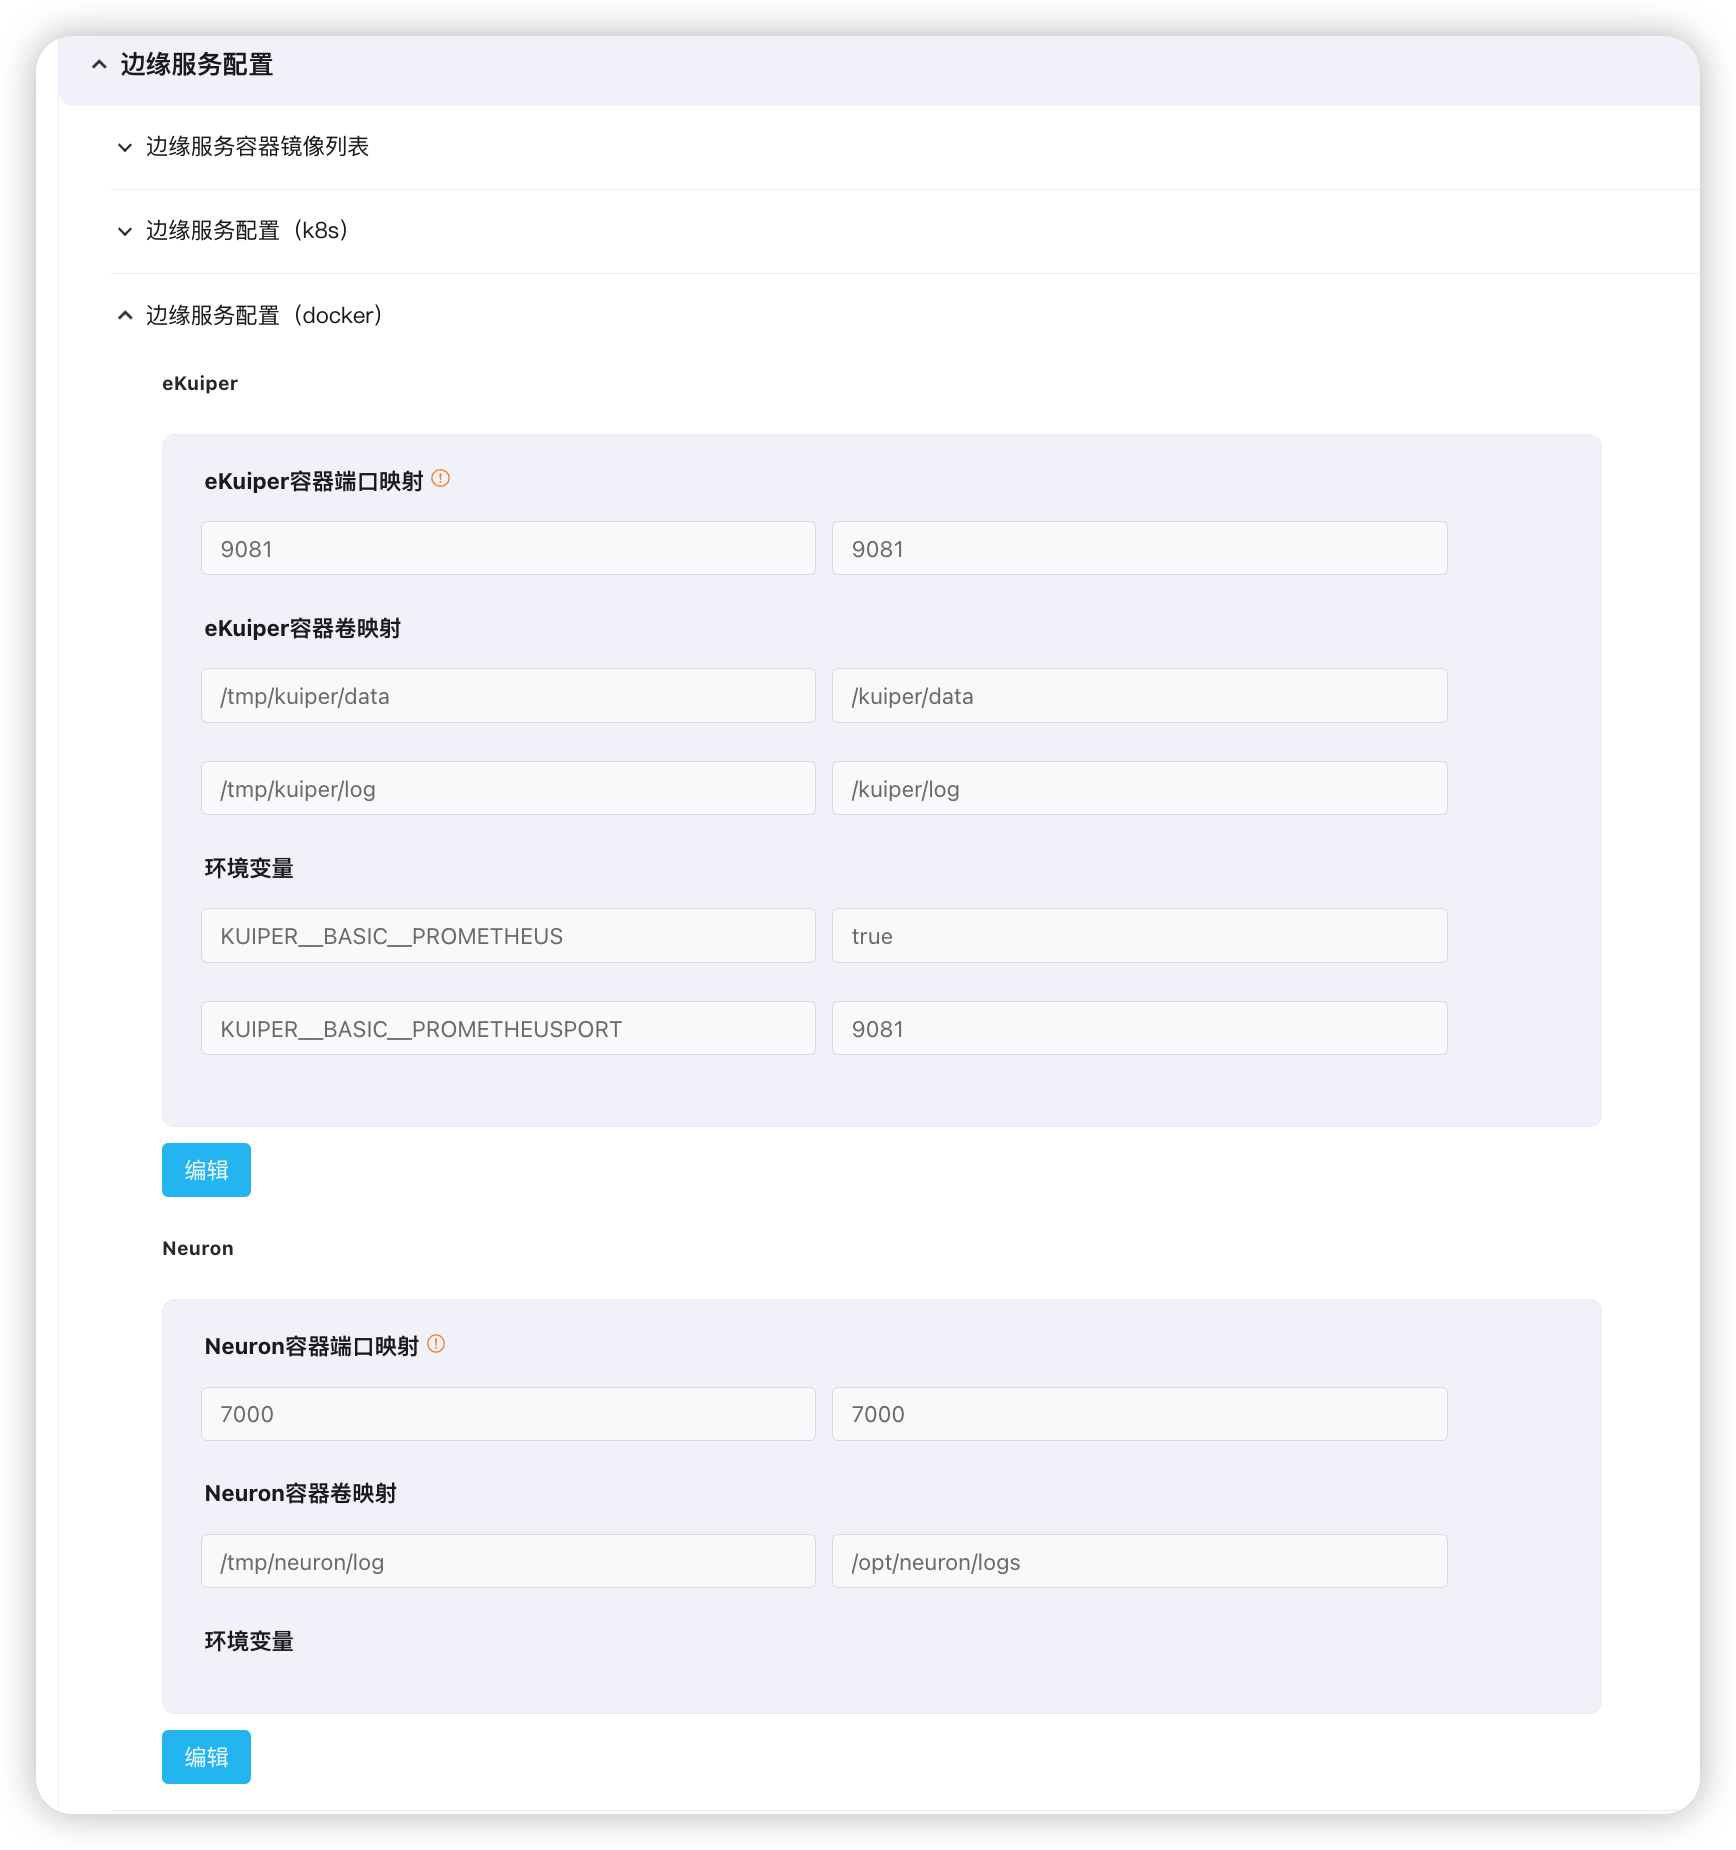 边缘服务配置
边缘服务容器镜像列表
边缘服务配置（k8s）
边缘服务配置（docker）
eKuiper
eKuiper容器端口映射
9081 9081
eKuiper容器卷映射
/tmp/kuiper/data /kuiper/data
/tmp/kuiper/log /kuiper/log
环境变量
KUIPER__BASIC__PROMETHEUS true
KUIPER__BASIC__PROMETHEUSPORT 9081
编辑
Neuron
Neuron容器端口映射
7000 7000
Neuron容器卷映射
/tmp/neuron/log /opt/neuron/logs
环境变量
编辑